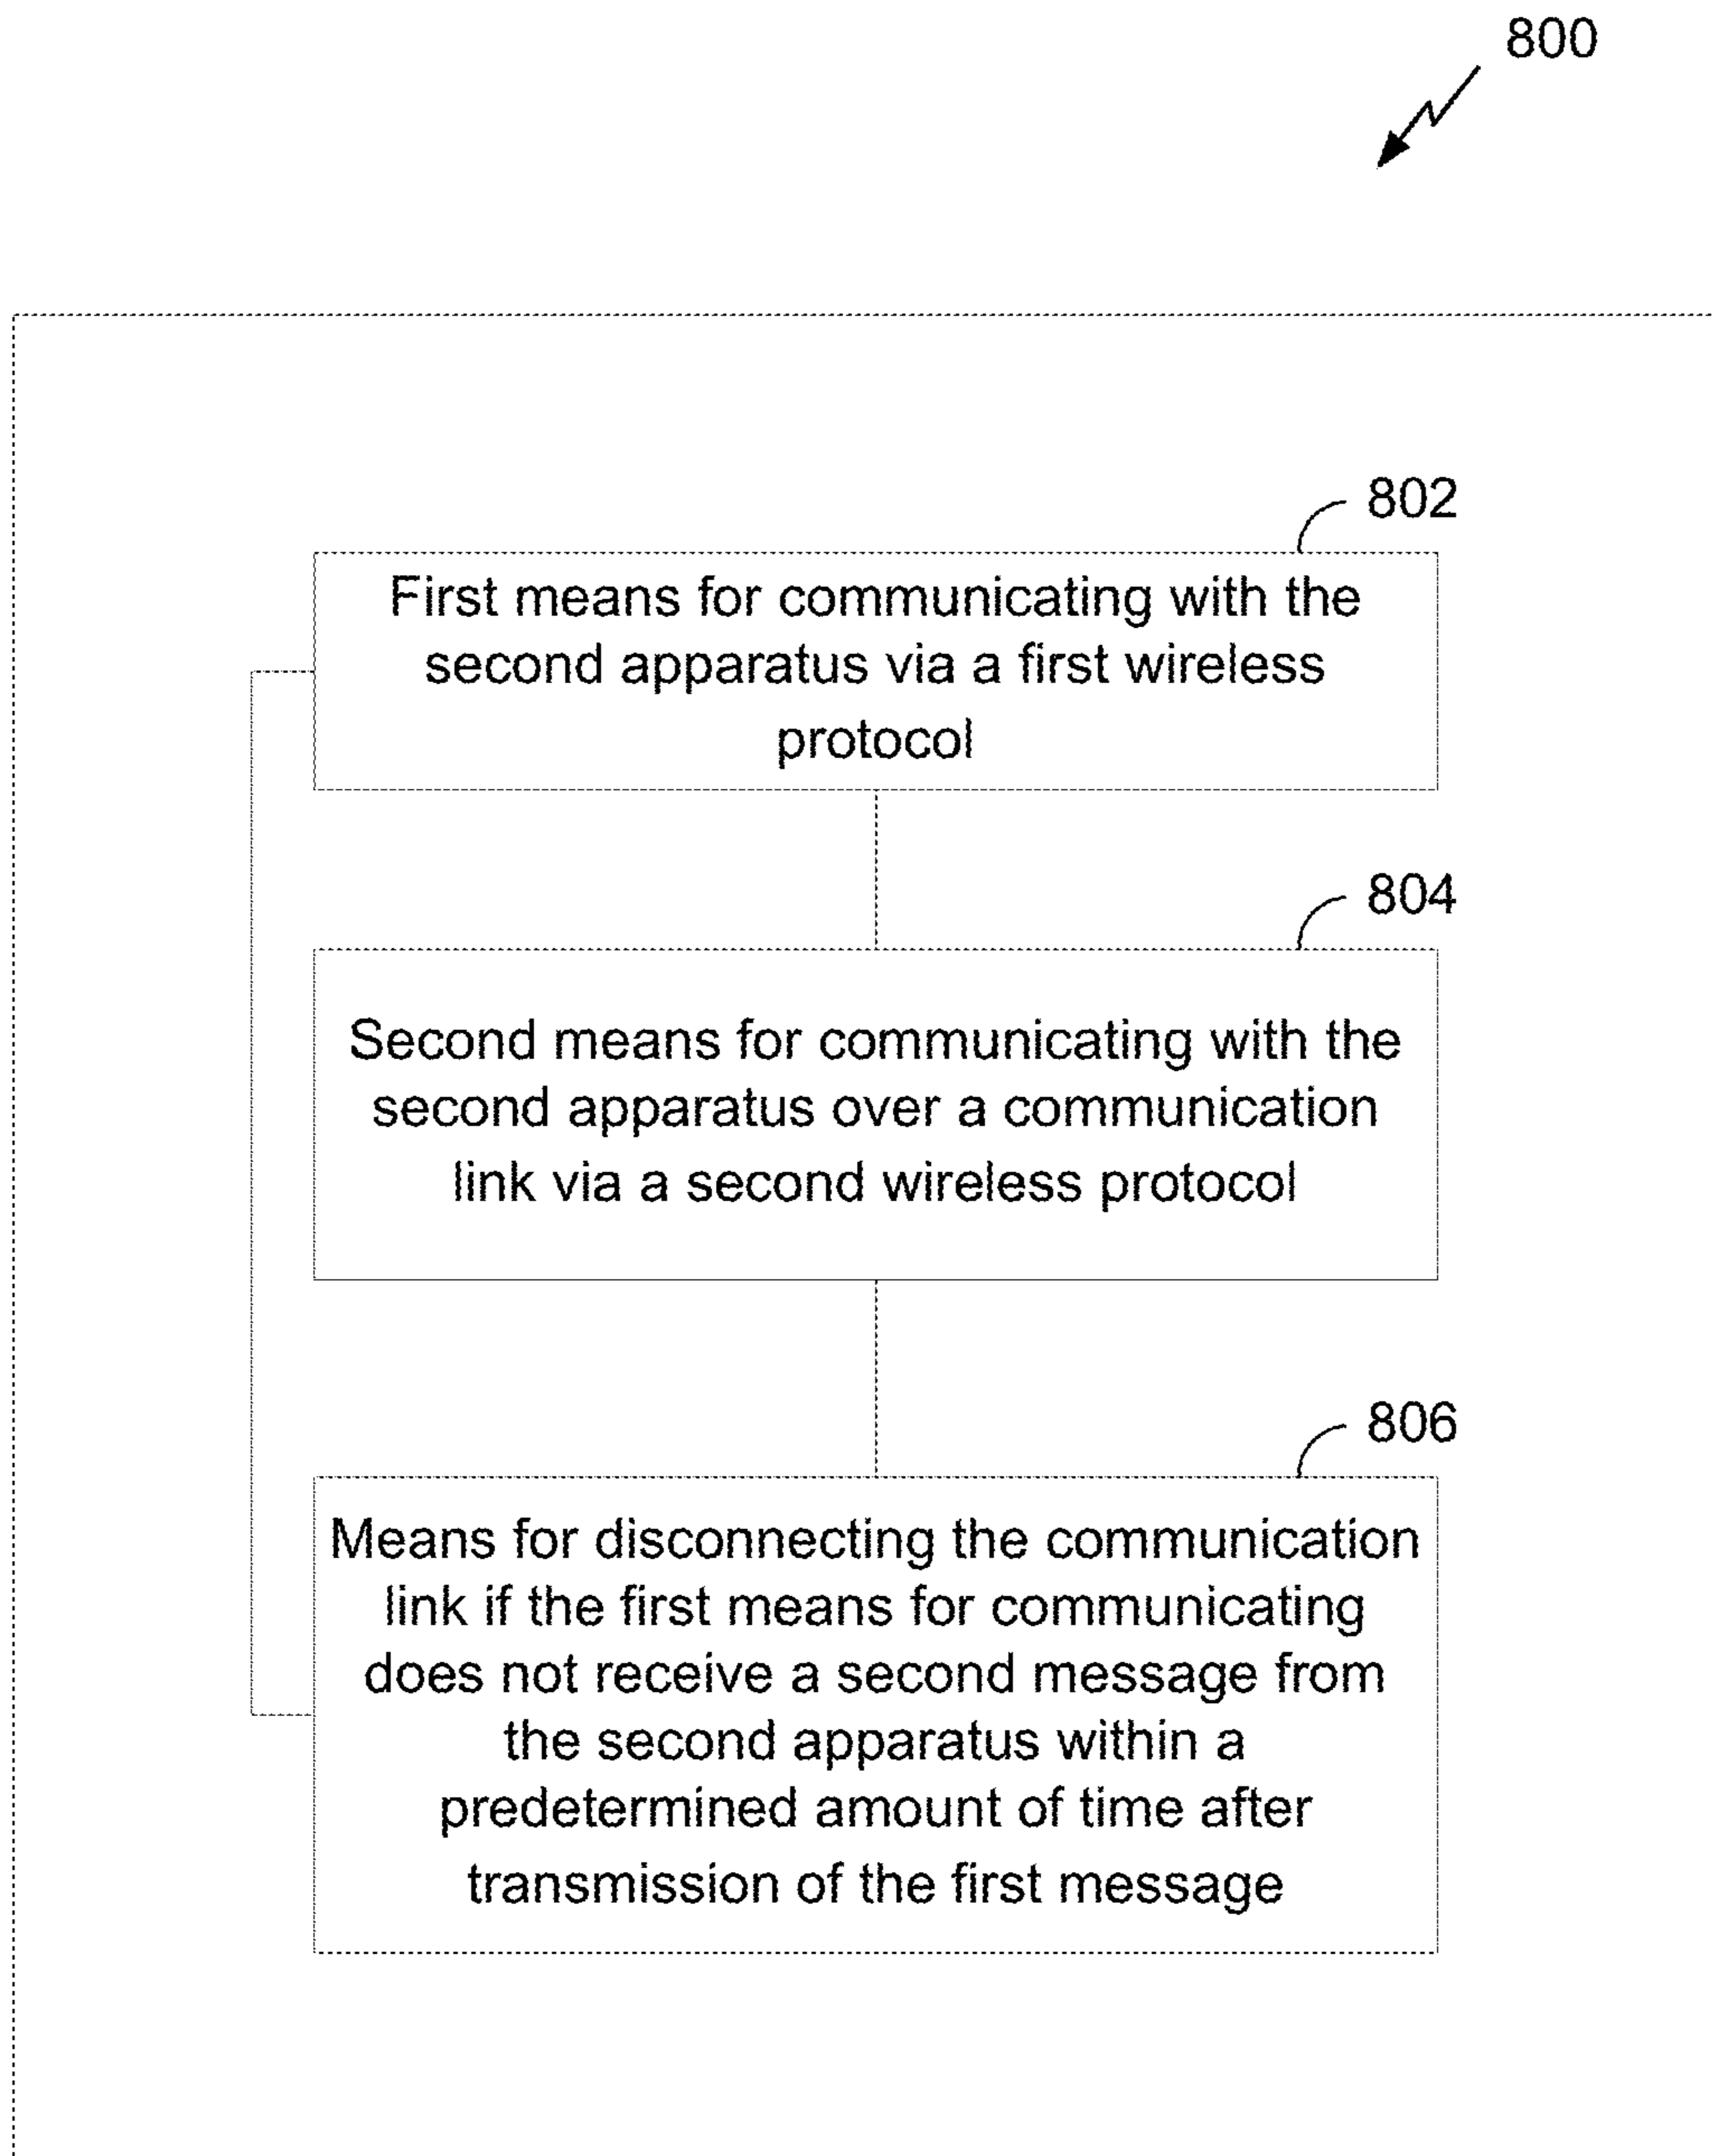 800
802
First means for communicating with the
second apparatus via a first wireless
protocol
804
Second means for communicating with the
second apparatus over a communication
link via a second wireless protocol
806
Means for disconnecting the communication
link if the first means for communicating
does not receive a second message from
the second apparatus within a
predetermined amount of time after
transmission of the first message